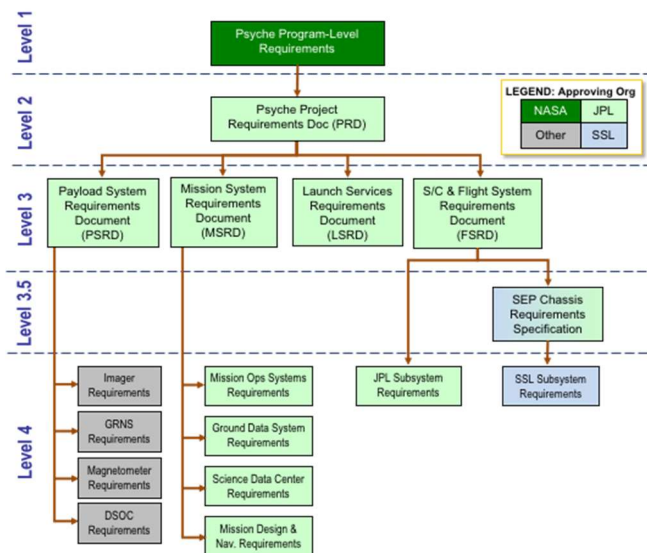 Level 1
Psyche Program-Level
Requirements
Level 2
Psyche Project
Requirements Doc (PRD)
LEGEND: Approving Org
NASA
JPL
Other
SSL
Level 3
Payload System
Requirements
Document
(PSRD)
Mission System
Requirements
Document
(MSRD)
Launch Services
Requirements
Document
(LSRD)
S/C & Flight System
Requirements
Document
(FSRD)
Level 3.5
SEP Chassis
Requirements
Specification
Level 4
Imager
Requirements
GRNS
Requirements
Magnetometer
Requirements
DSOC
Requirements
Mission Ops Systems
Requirements
Ground Data System
Requirements
Science Data Center
Requirements
Mission Design &
Nav. Requirements
JPL Subsystem
Requirements
SSL Subsystem
Requirements